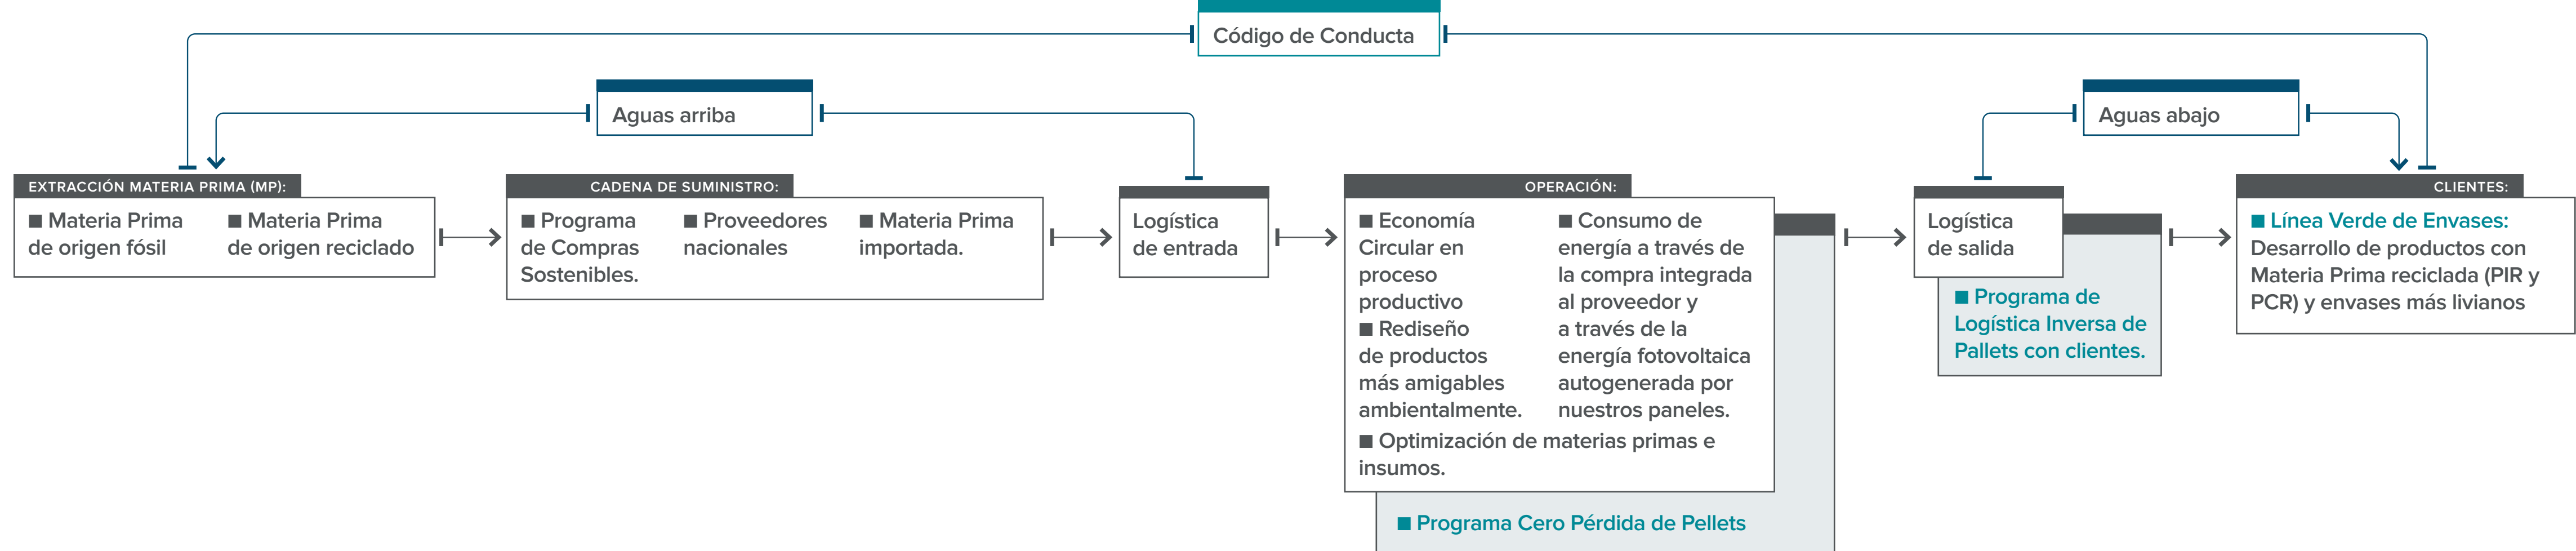 Código de Conducta
Aguas arriba
Aguas abajo
EXTRACCIÓN MATERIA PRIMA (MP):
■ Materia Prima
de origen fósil
■ Materia Prima
de origen reciclado
CADENA DE SUMINISTRO:
■ Programa
de Compras
Sostenibles.
■ Proveedores
nacionales
■ Materia Prima
importada.
Logística
de entrada
OPERACIÓN:
■ Economía
Circular en
proceso
productivo
■ Rediseño
de productos
más amigables
ambientalmente.
■ Consumo de
energía a través de
la compra integrada
al proveedor y
a través de la
energía fotovoltaica
autogenerada por
nuestros paneles.
■ Optimización de materias primas e
insumos.
■ Programa Cero Pérdida de Pellets
Logística
de salida
■ Programa de
Logística Inversa de
Pallets con clientes.
CLIENTES:
■ Línea Verde de Envases:
Desarrollo de productos con
Materia Prima reciclada (PIR y
PCR) y envases más livianos